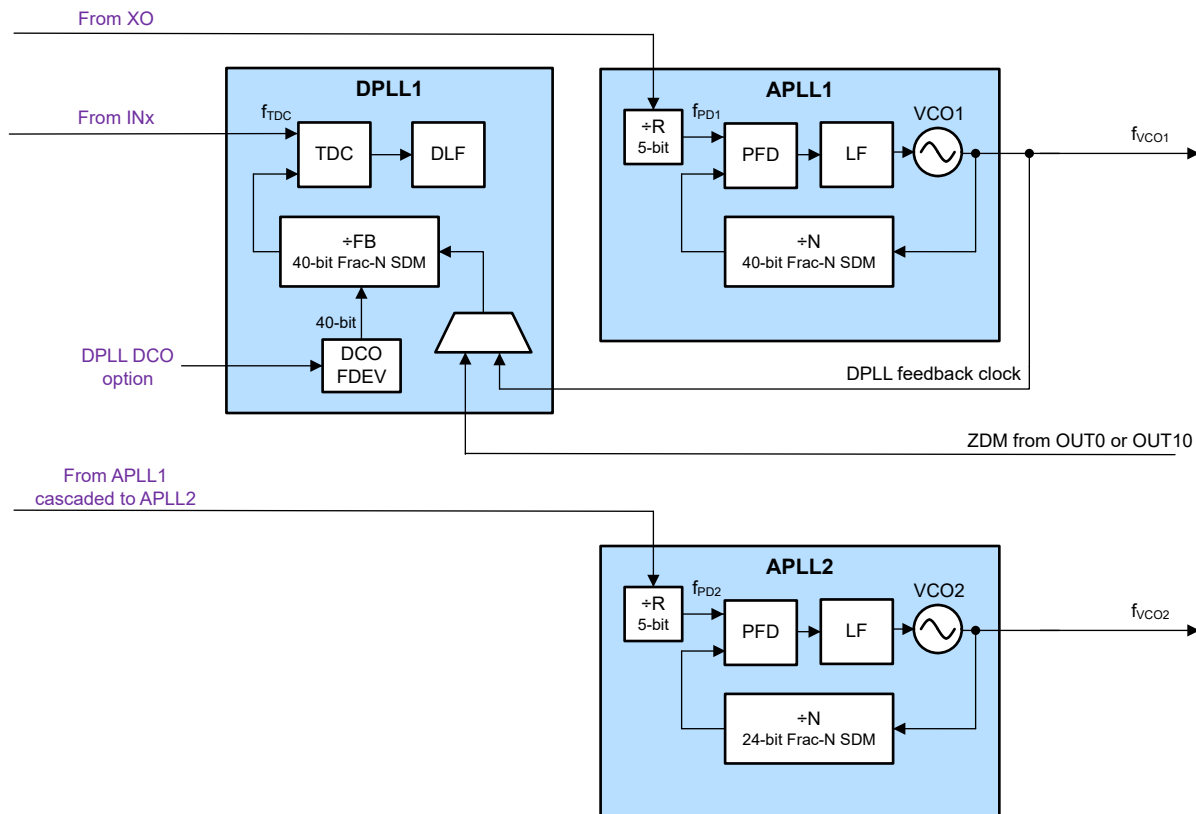 From XO
DPLL1
APLL1
From INx
fTDC
TDC
DLF
÷R
5-bit
fPD1
PFD
LF
VCO1
fVCO1
÷FB
40-bit Frac-N SDM
÷N
40-bit Frac-N SDM
40-bit
DPLL DCO
option
DCO
FDEV
DPLL feedback clock
ZDM from OUT0 or OUT10
From APLL1
cascaded to APLL2
APLL2
÷R
5-bit
fPD2
PFD
LF
VCO2
fVCO2
÷N
24-bit Frac-N SDM